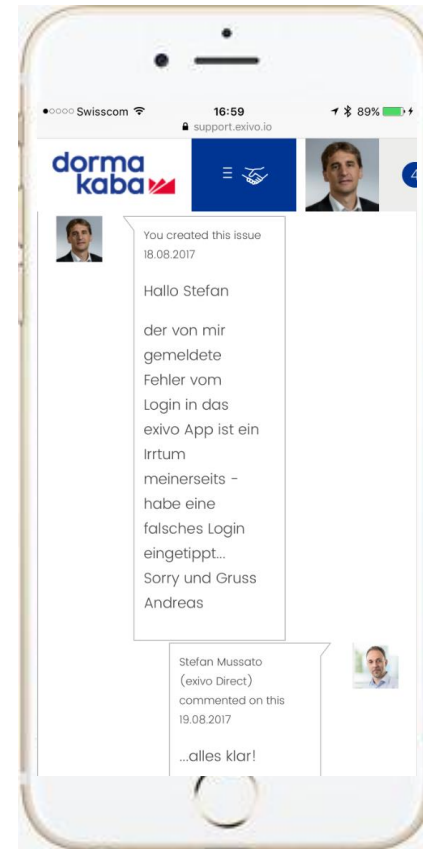 Swisscom
16:59
89%
support.exivo.io
dorma
kaba
4
You created this issue
18.08.2017
Hallo Stefan
der von mir
gemeldete
Fehler vom
Login in das
exivo App ist ein
Irrtum
meinerseits -
habe eine
falsches Login
eingetippt...
Sorry und Gruss
Andreas
Stefan Mussato
(exivo Direct)
commented on this
19.08.2017
...alles klar!